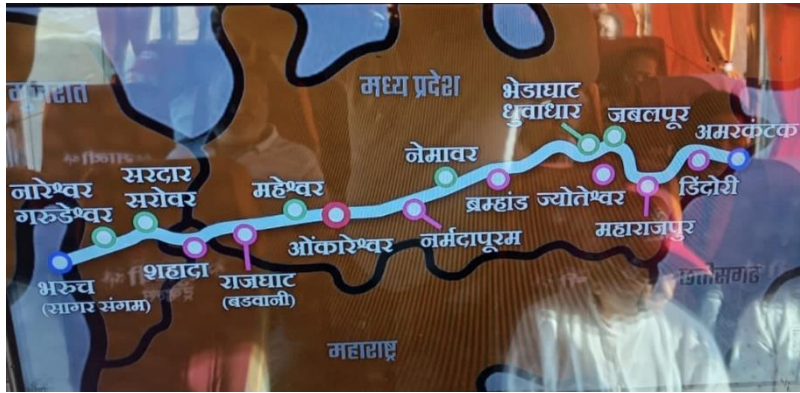 गुजरात
मध्य प्रदेश
भेडाघाट
धुवाधार
जबलपूर
अमरकंटक
नारेश्वर
गरुडेश्वर
सरदार
सरोवर
महेश्वर
नेमावर
ब्रम्हांड
ज्योतेश्वर
महाराजपुर
डिंदोरी
भरुच
(सागर संगम)
शहादा
राजघाट
(बडवानी)
ओंकारेश्वर
नर्मदापूरम
छत्तीसगढ
महाराष्ट्र